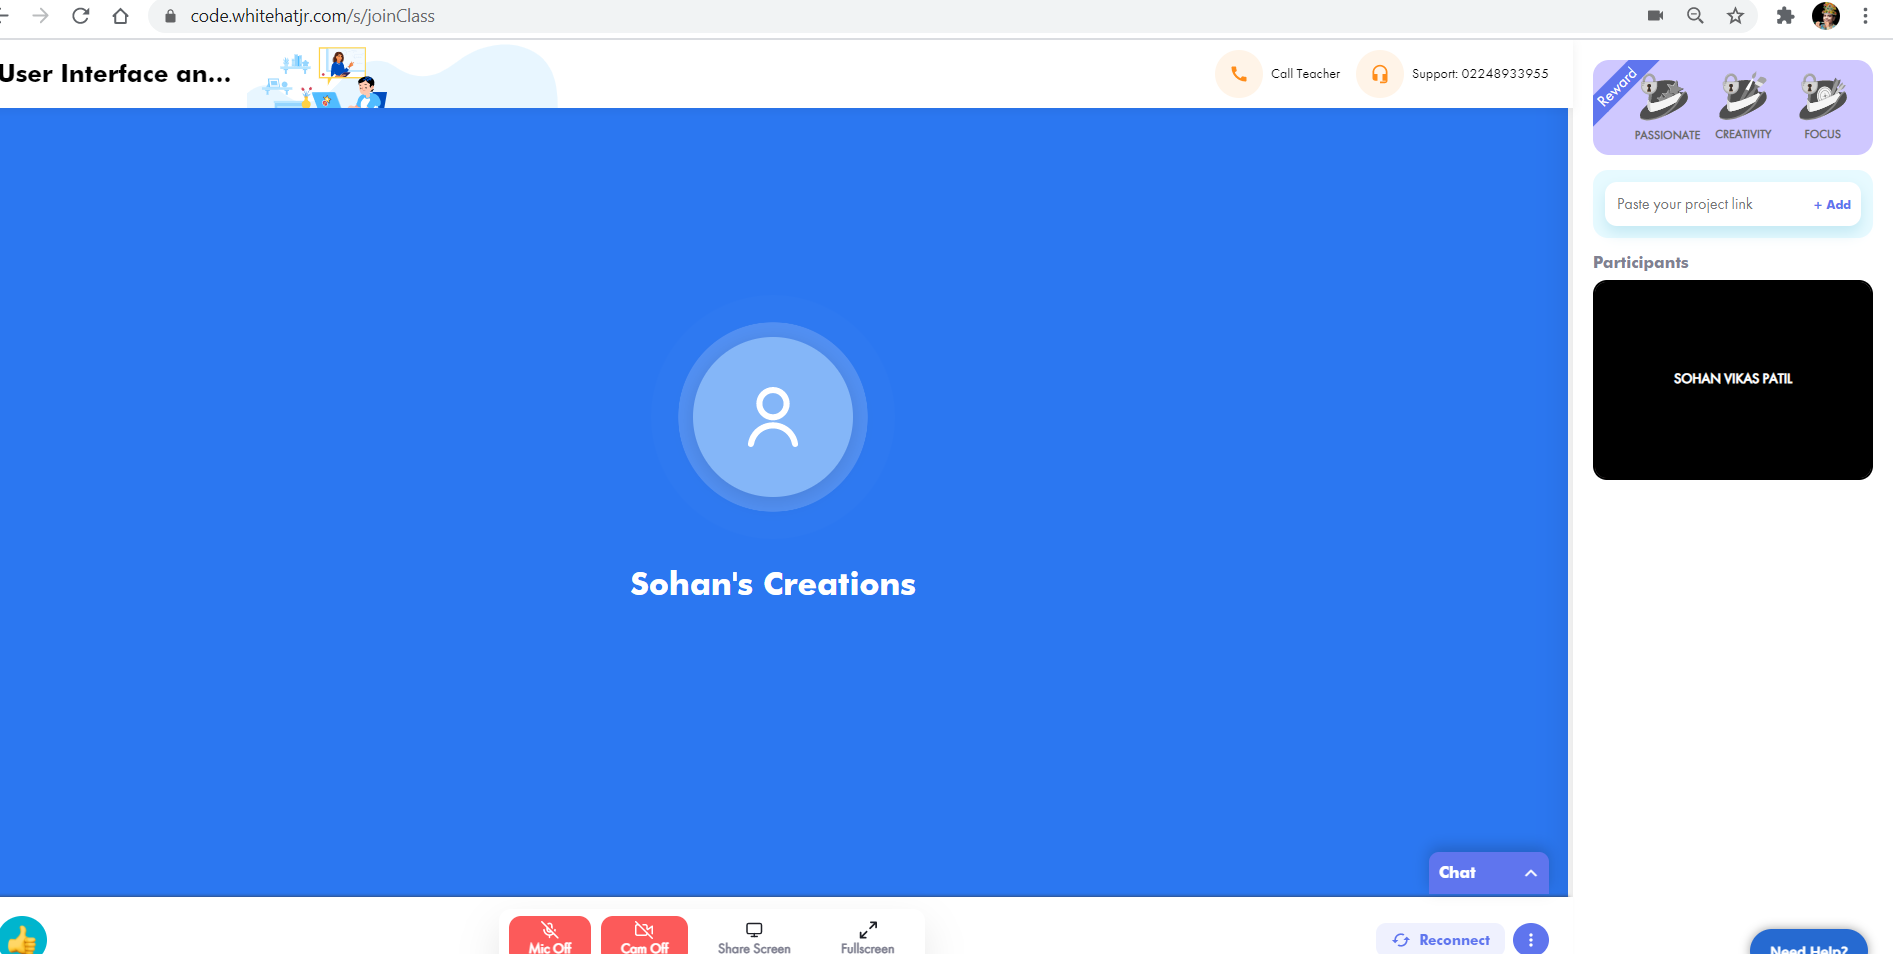 code.whitehatjr.com/s/joinClass
User Interface an...
Call Teacher
Support: 02248933955
Reward
PASSIONATE
CREATIVITY
FOCUS
Paste your project link
+ Add
Participants
SOHAN VIKAS PATIL
Sohan's Creations
Chat
Mic Off
Cam Off
Share Screen
Fullscreen
Reconnect
Need Help?